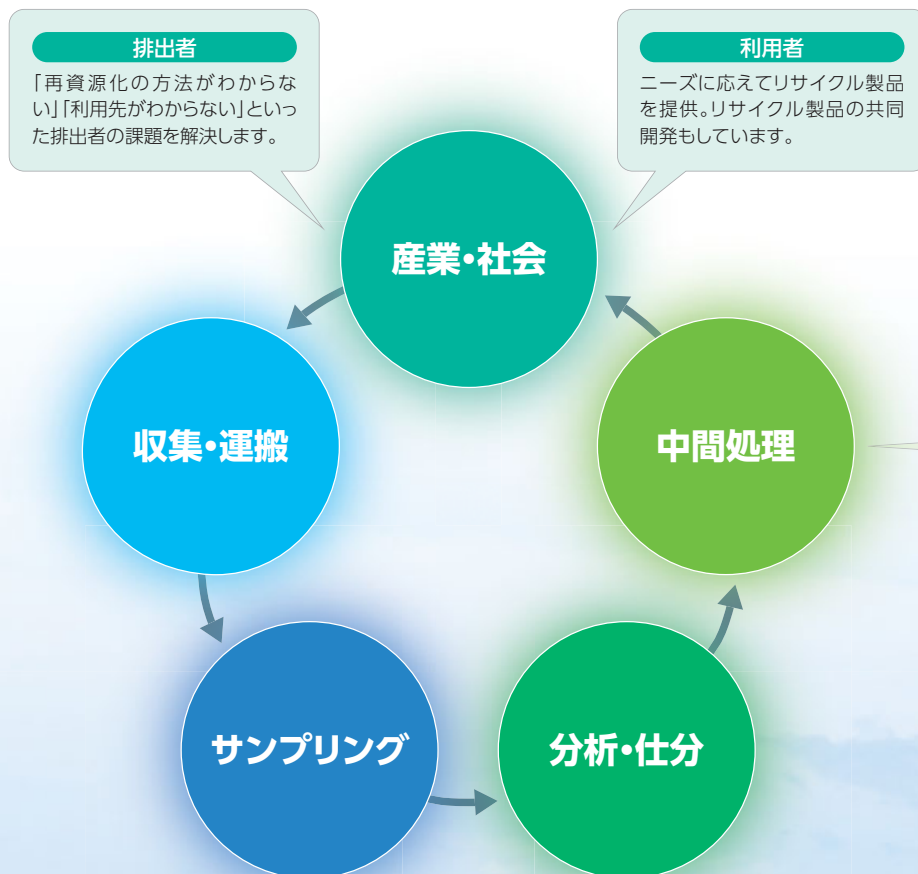 排出者
「再資源化の方法がわからな
い」「利用先がわからない」といっ
た排出者の課題を解決します。
利用者
ニーズに応えてリサイクル製品
を提供。リサイクル製品の共同
開発もしています。
産業・社会
収集・運搬
中間処理
サンプリング
分析・仕分